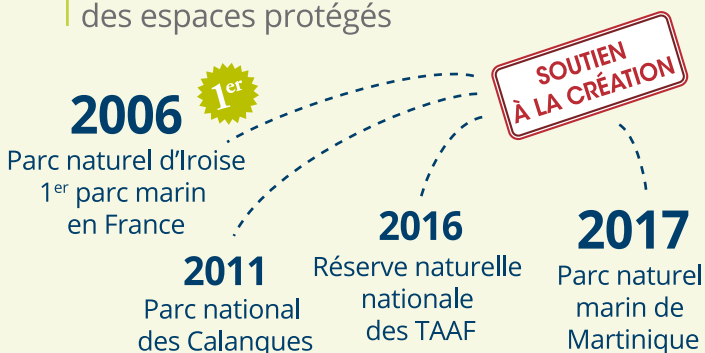 des espaces protégés
SOUTIEN
À LA CRÉATION
1er
2006
Parc naturel d’Iroise
1er parc marin
en France
2011
Parc national
des Calanques
2016
Réserve naturelle
nationale
des TAAF
2017
Parc naturel
marin de
Martinique